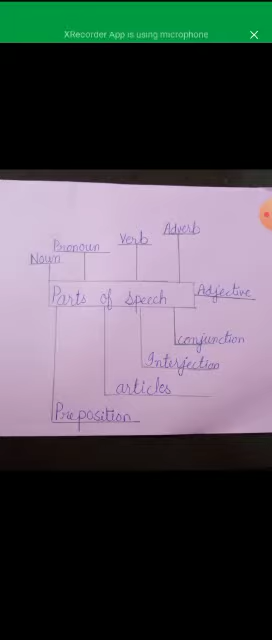 XRecorder App is using microphone
Adverb
Verb
Pronoun
Noun
Parts of speech
Adjective
conjunction
Interjection
articles
Preposition